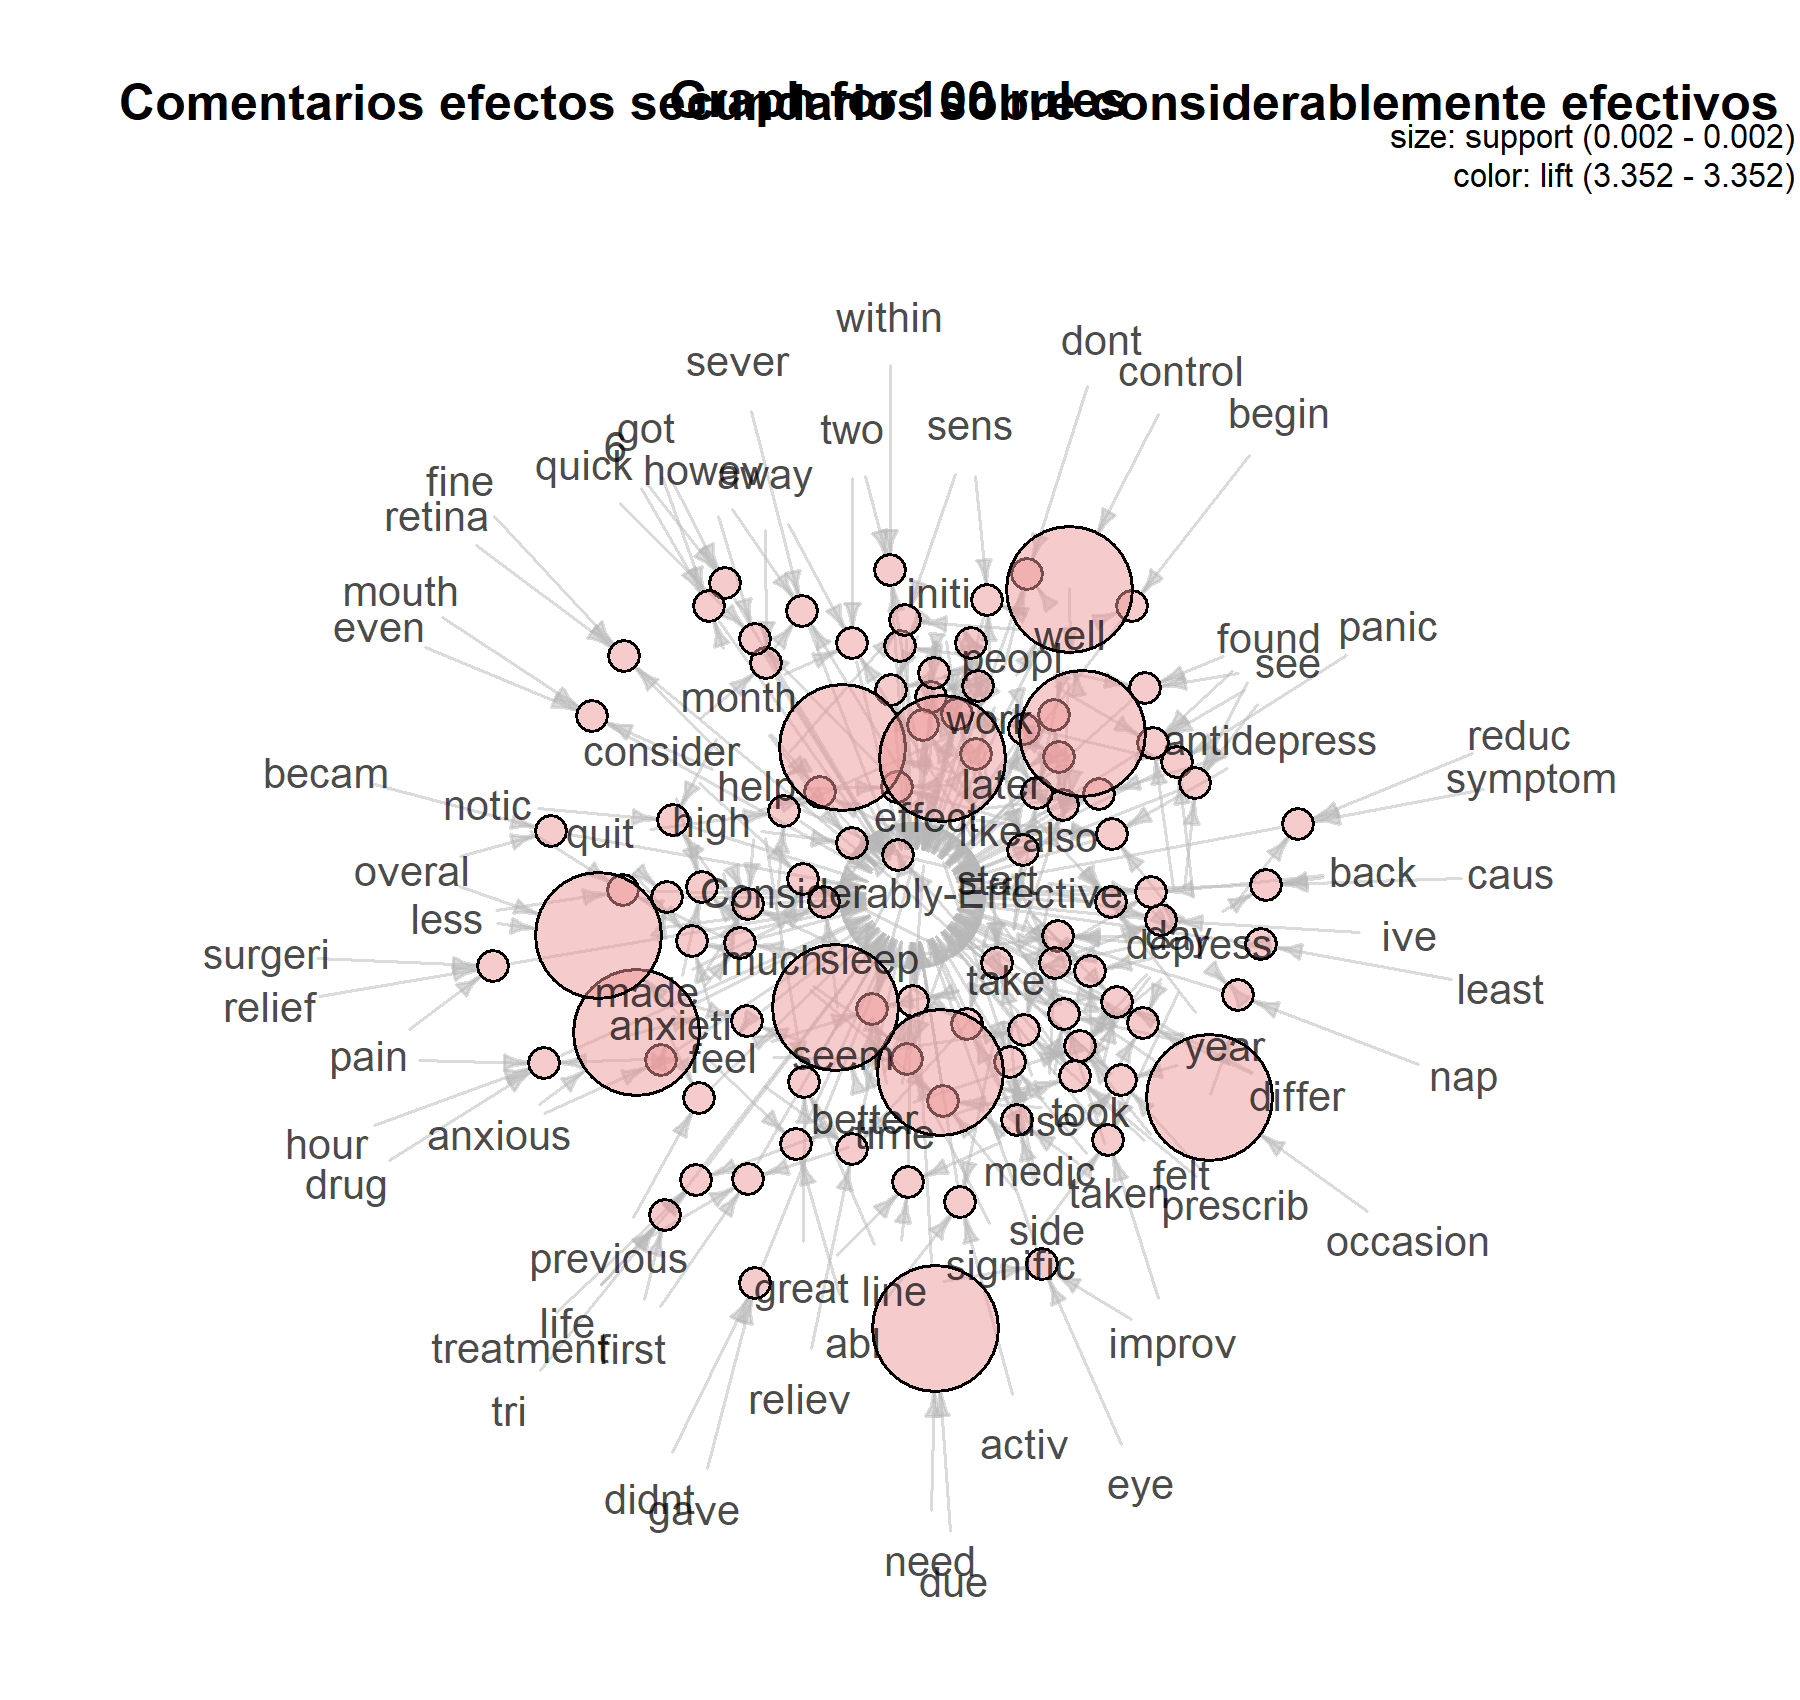 Comentarios efectos secundarios sobre considerablemente efectivos
Graph for 100 rules
size: support (0.002 - 0.002)
color: lift (3.352 - 3.352)
within
dont
sever
control
begin
got
two
sens
6
quick
howev
away
fine
retina
mouth
initi
even
found
panic
well
peopl
see
month
work
consider
antidepress
reduc
becam
help
later
symptom
notic
high
effect
quit
like
also
overal
start
back
caus
Considerably-Effective
less
day
ive
surgeri
much
sleep
depress
relief
made
take
least
anxieti
pain
feel
seem
year
nap
differ
anxious
better
time
use
took
hour
drug
medic
felt
taken
prescrib
side
occasion
previous
signific
great
line
life
treatment
first
abl
improv
reliev
tri
activ
didnt
gave
eye
need
due